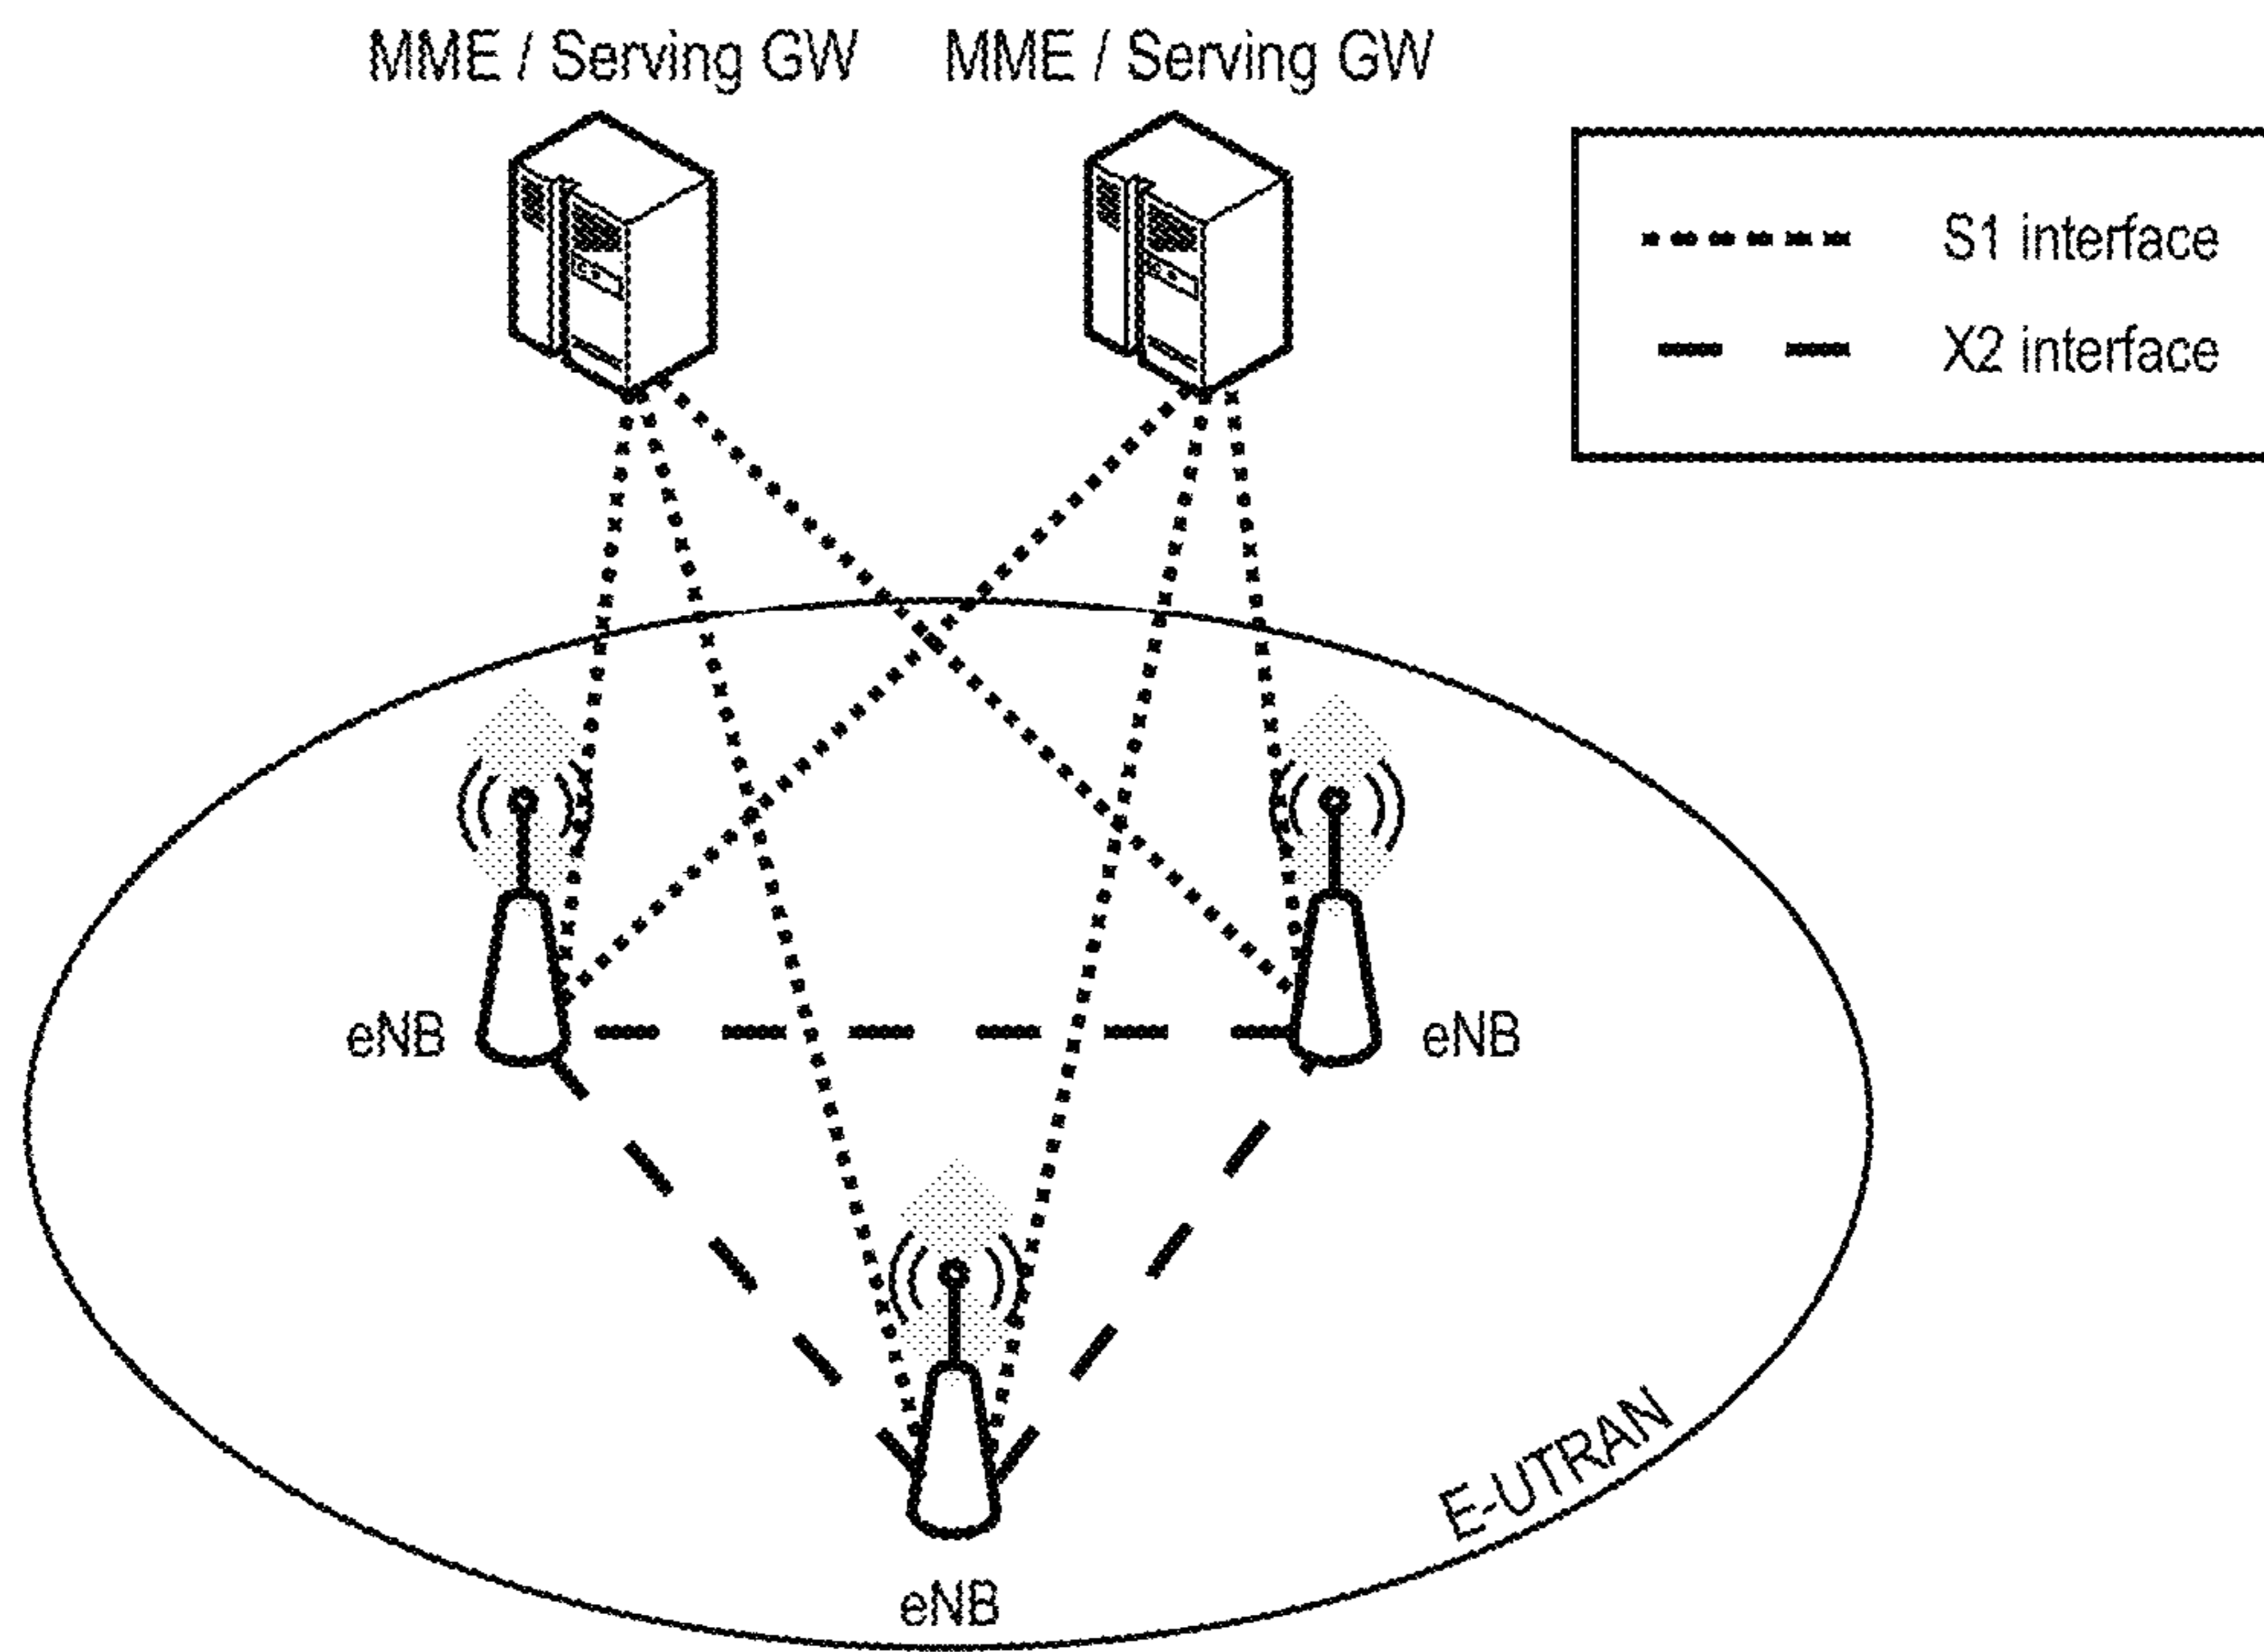 MME / Serving GW
MME / Serving GW
S1 interface
X2 interface
eNB
eNB
E-UTRAN
eNB